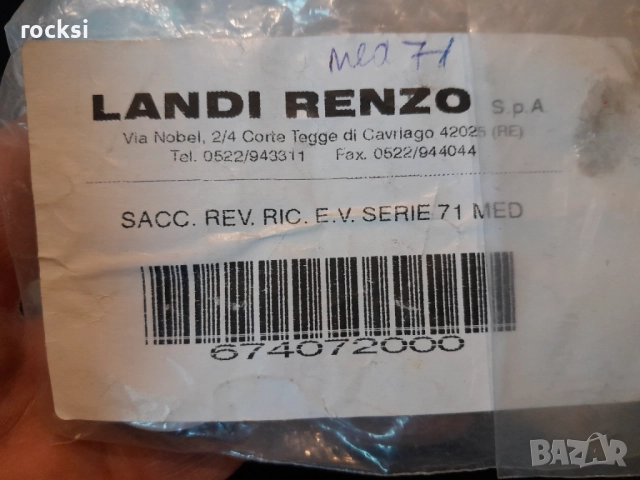 rocksi
med 71
LANDI RENZO S.p.A.
Via Nobel, 2/4 Corte Tegge di Cavriago 42025 (RE)
Tel. 0522/943311 Fax. 0522/944044
SACC. REV. RIC. E.V. SERIE 71 MED
674072000
BAZAR